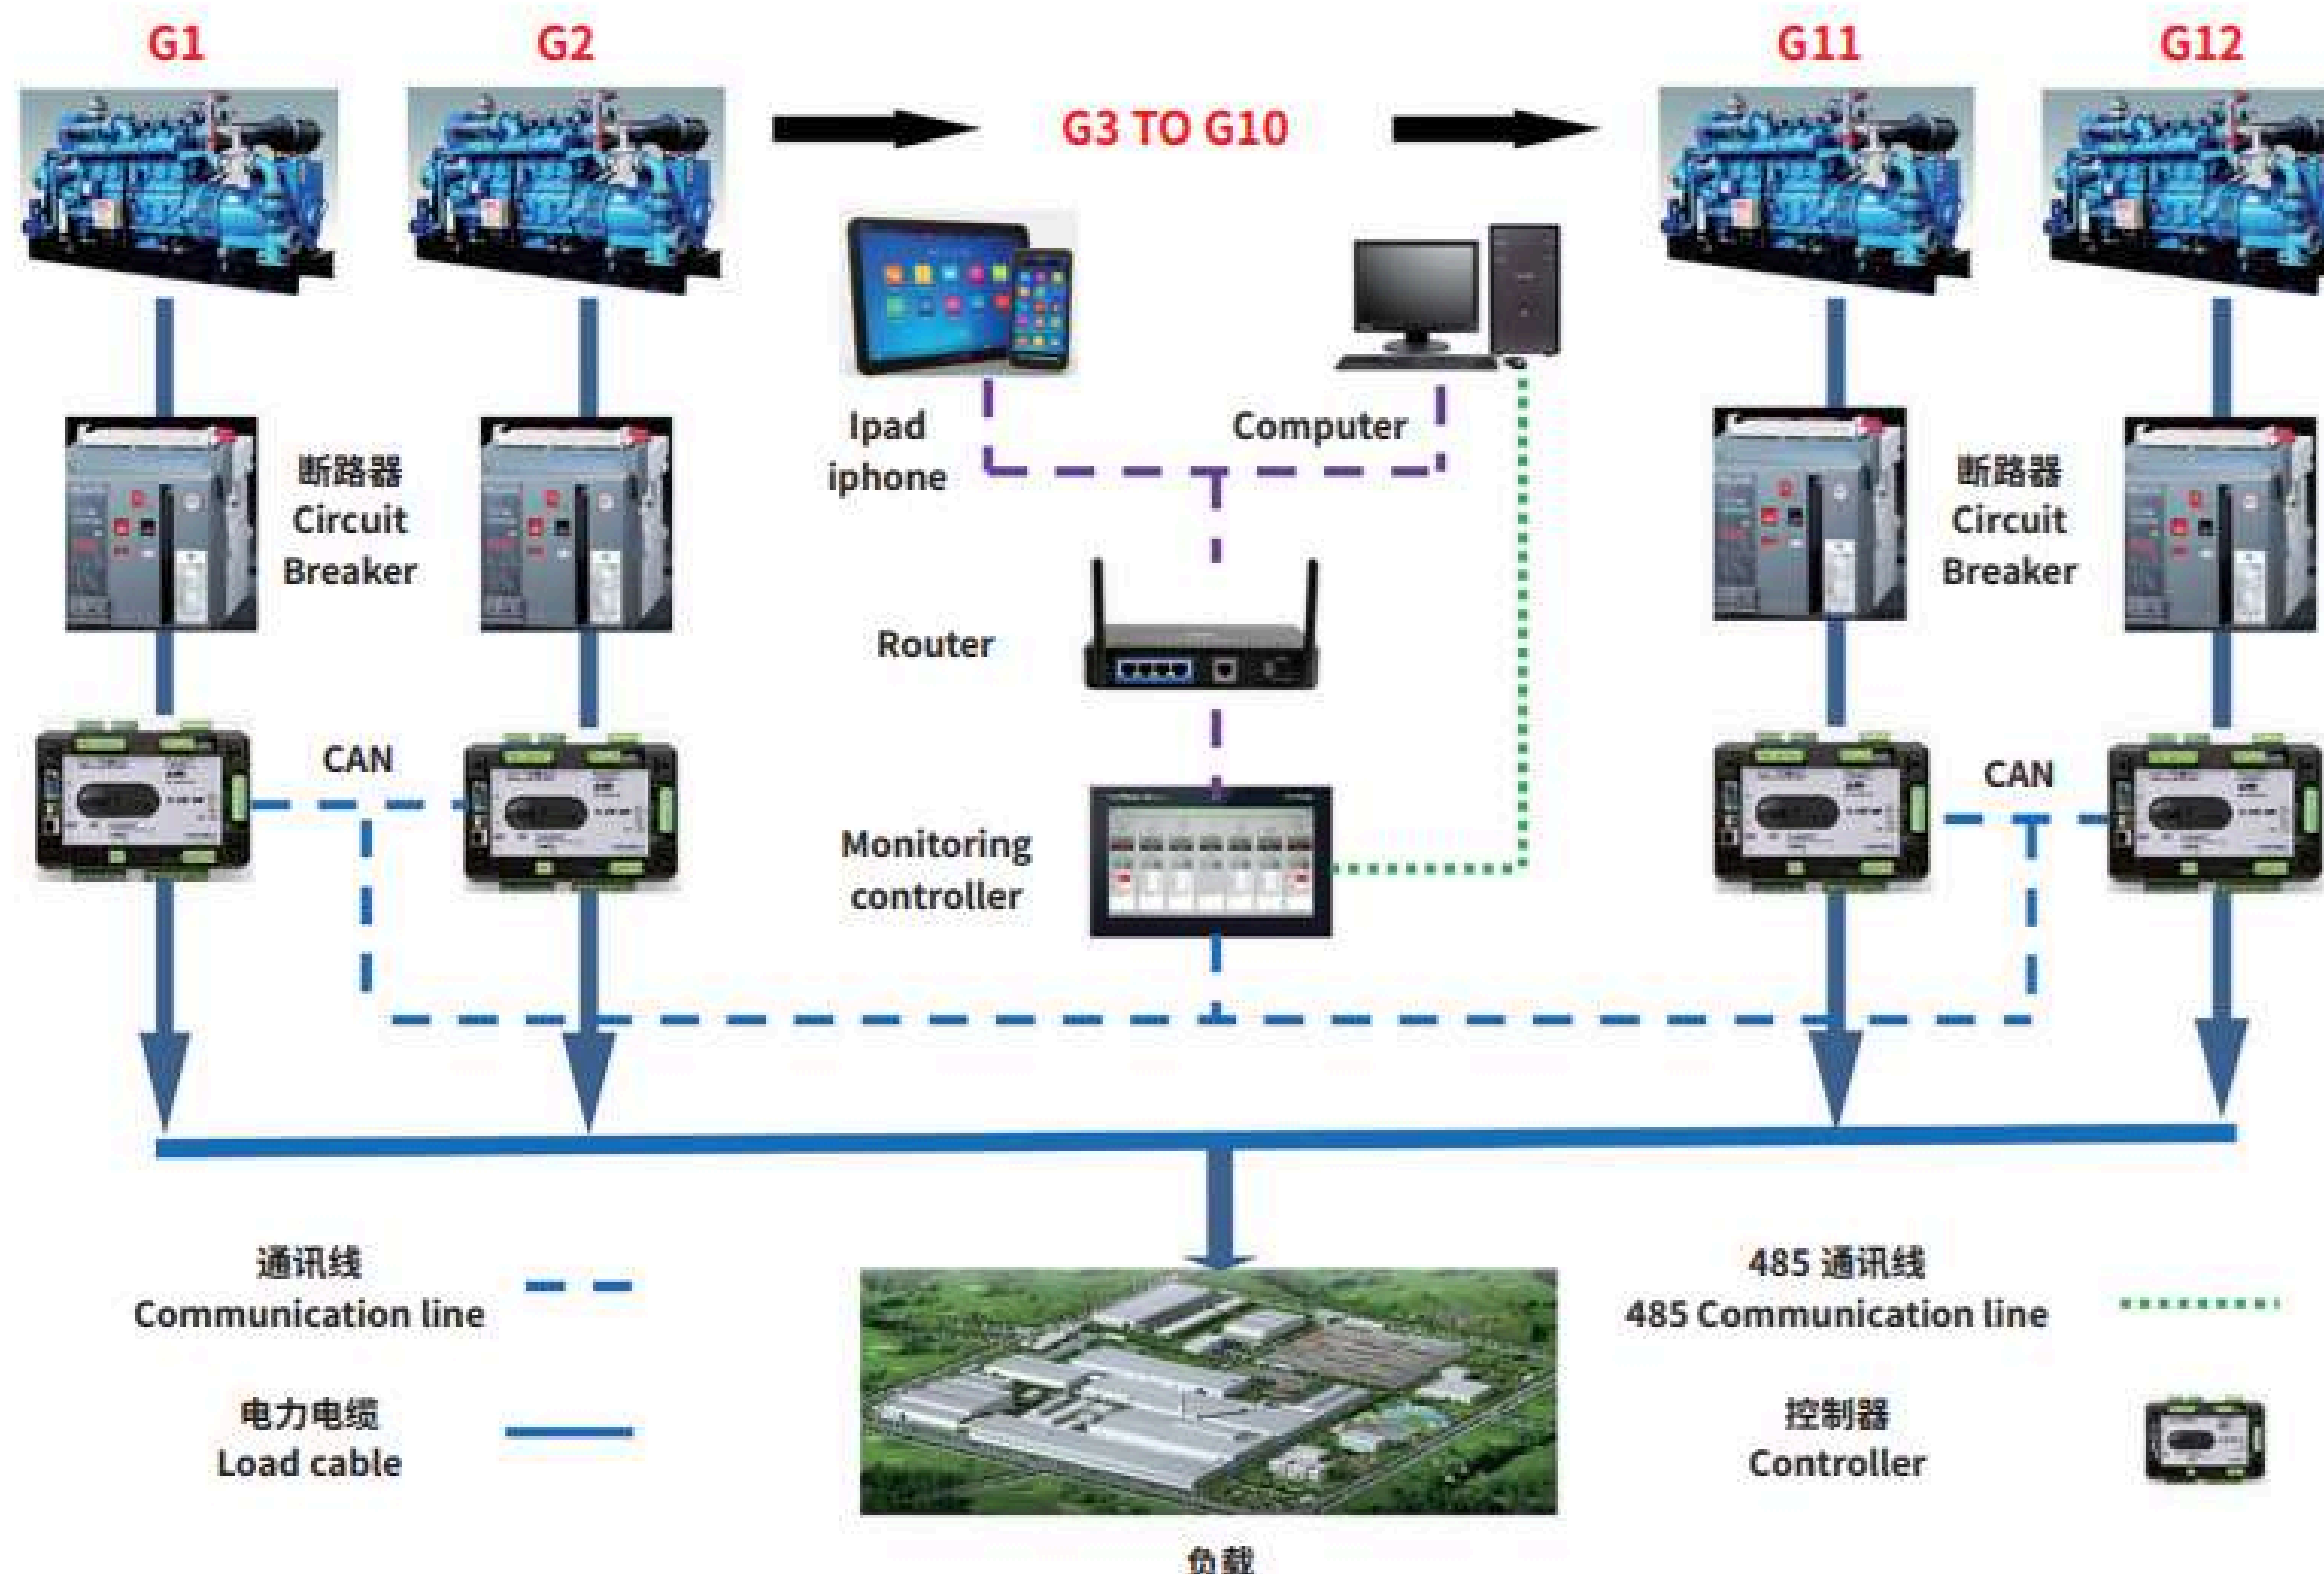 G1
G2
G3 TO G10
G11
G12
Ipad
iphone
Computer
断路器
Circuit
Breaker
断路器
Circuit
Breaker
Router
CAN
CAN
Monitoring
controller
通讯线
Communication line
485 通讯线
485 Communication line
电力电缆
Load cable
控制器
Controller
负载